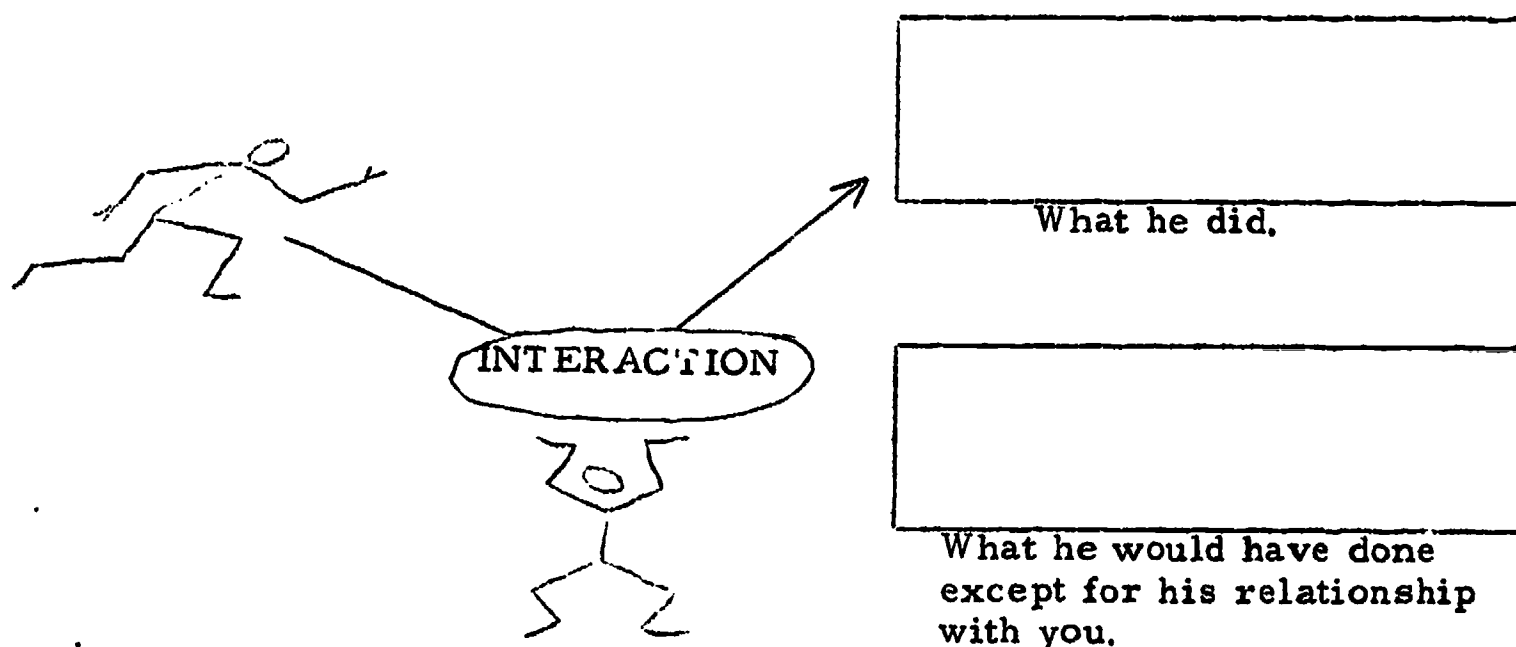 What he did.
INTERACTION
What he would have done
except for his relationship
with you.